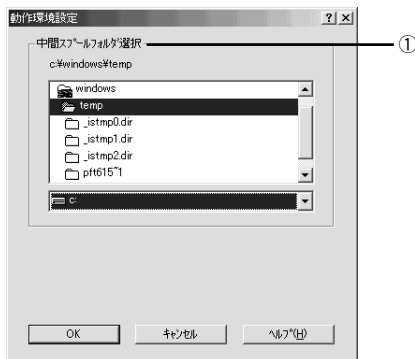 動作環境設定
中間ｽﾌﾟｰﾙﾌｫﾙﾀﾞ選択
①
c:¥windows¥temp
windows
temp
_istmp0.dir
_istmp1.dir
_istmp2.dir
pft615~1
c:
OK
ｷｬﾝｾﾙ
ﾍﾙﾌﾟ(H)